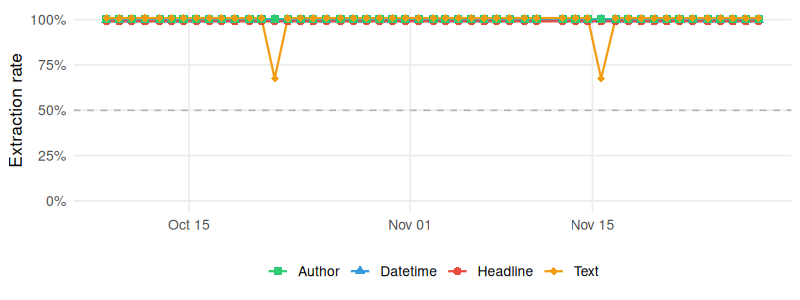 Extraction rate
100%
75%
50%
25%
0%
Oct 15 Nov 01 Nov 15
Author Datetime Headline Text